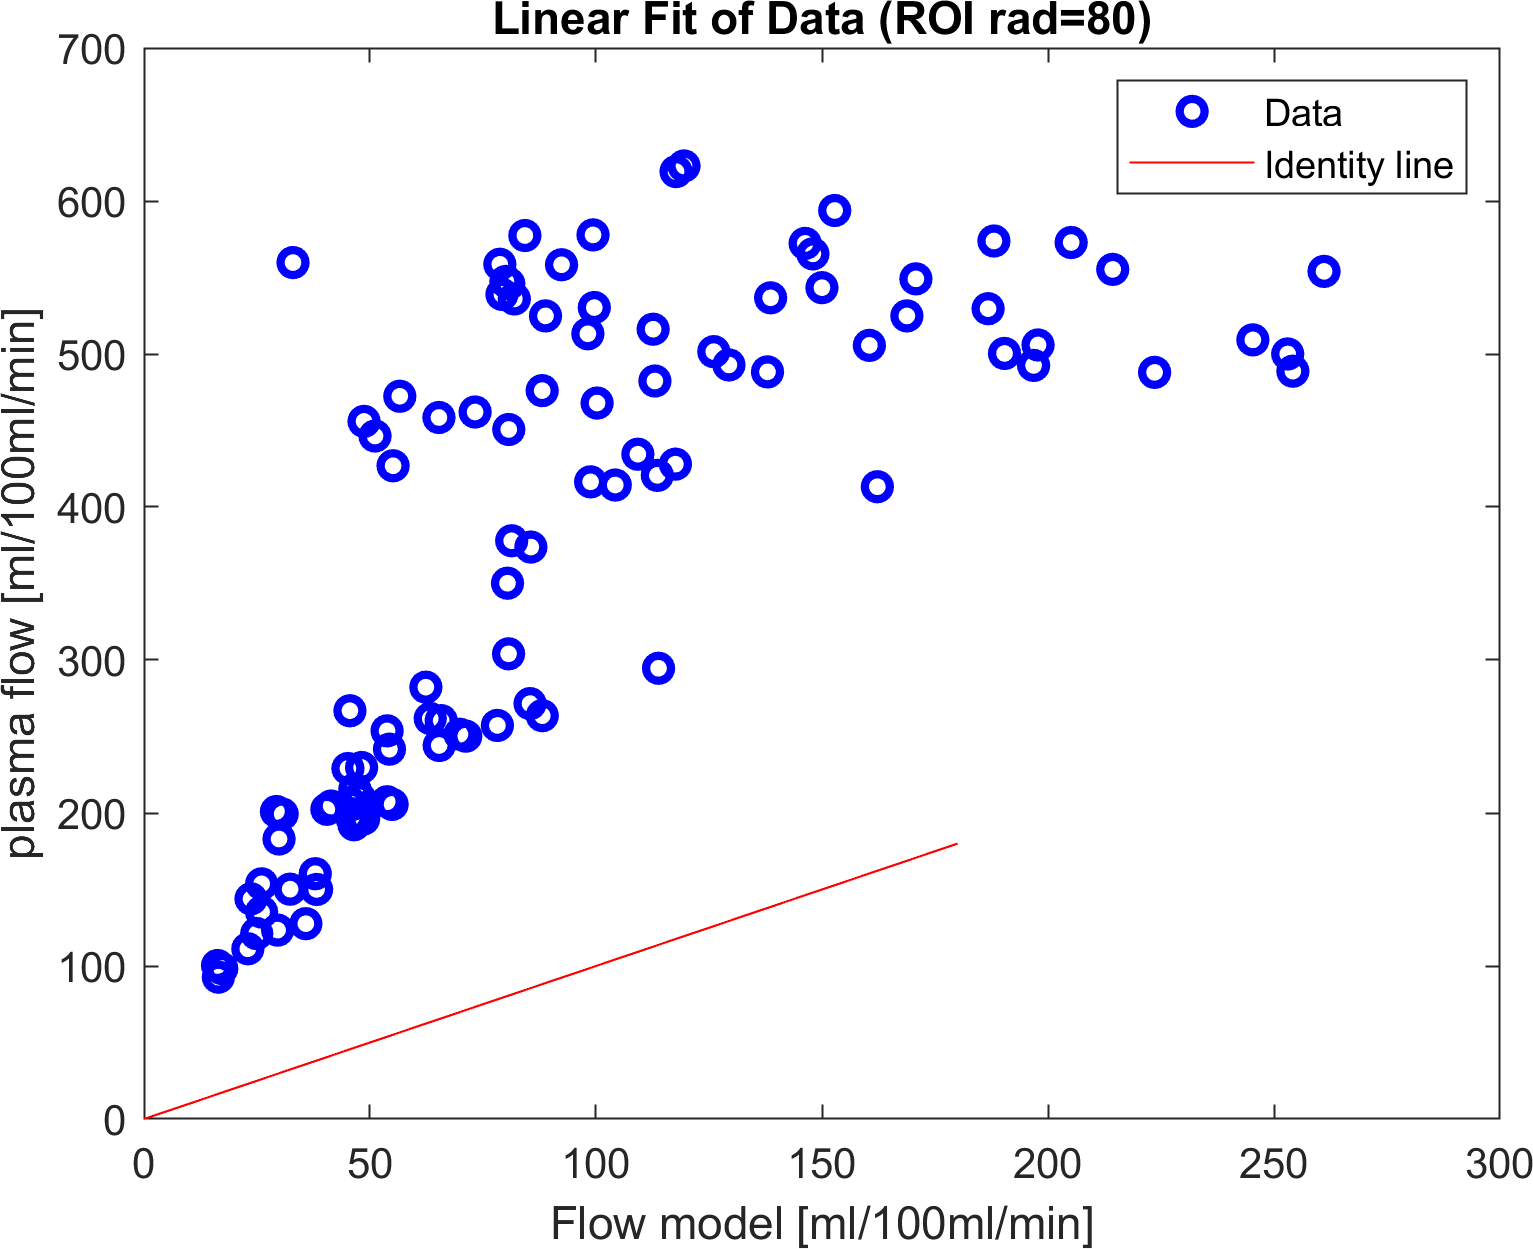 Linear Fit of Data (ROI rad=80)
700
600
500
400
300
200
100
0
plasma flow [ml/100ml/min]
Data
Identity line
0 50 100 150 200 250 300
Flow model [ml/100ml/min]